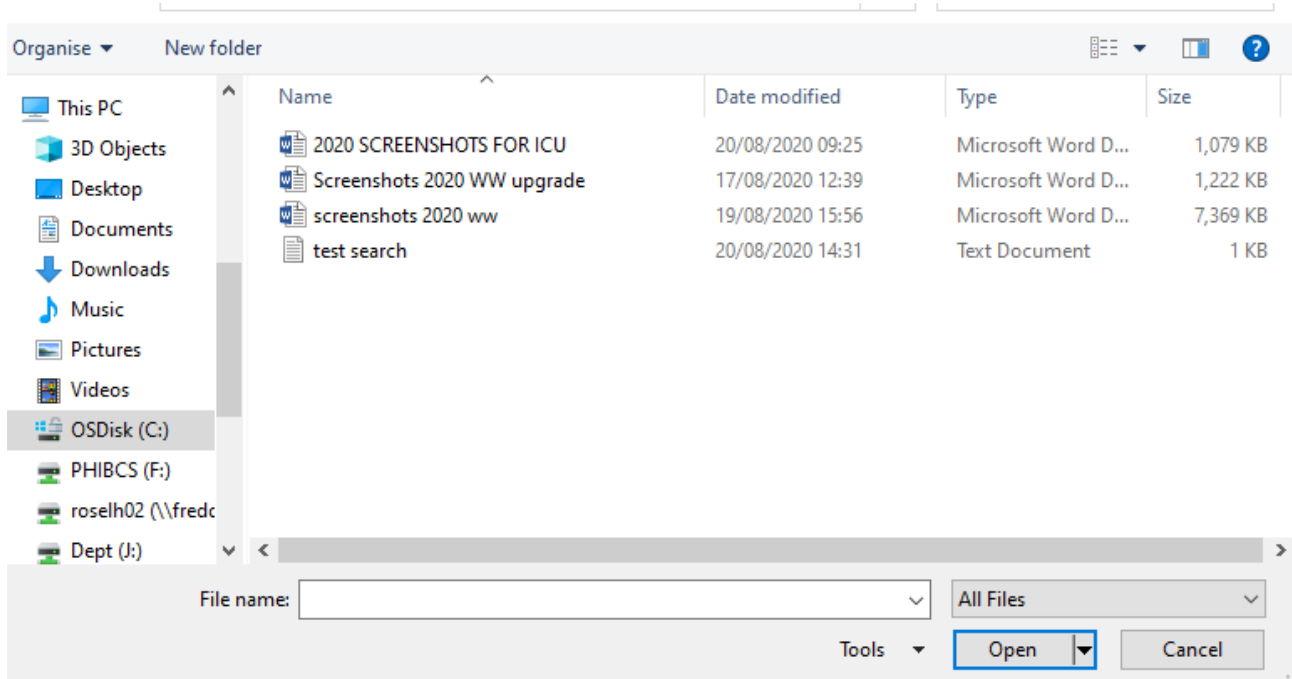 Organise New folder
This PC
3D Objects
Desktop
Documents
Downloads
Music
Pictures
Videos
OSDisk (C:)
PHIBCS (F:)
roselh02 (\\fredc
Dept (J:)
Name Date modified Type Size
2020 SCREENSHOTS FOR ICU 20/08/2020 09:25 Microsoft Word D... 1,079 KB
Screenshots 2020 WW upgrade 17/08/2020 12:39 Microsoft Word D... 1,222 KB
screenshots 2020 ww 19/08/2020 15:56 Microsoft Word D... 7,369 KB
test search 20/08/2020 14:31 Text Document 1 KB
File name: All Files
Tools Open Cancel